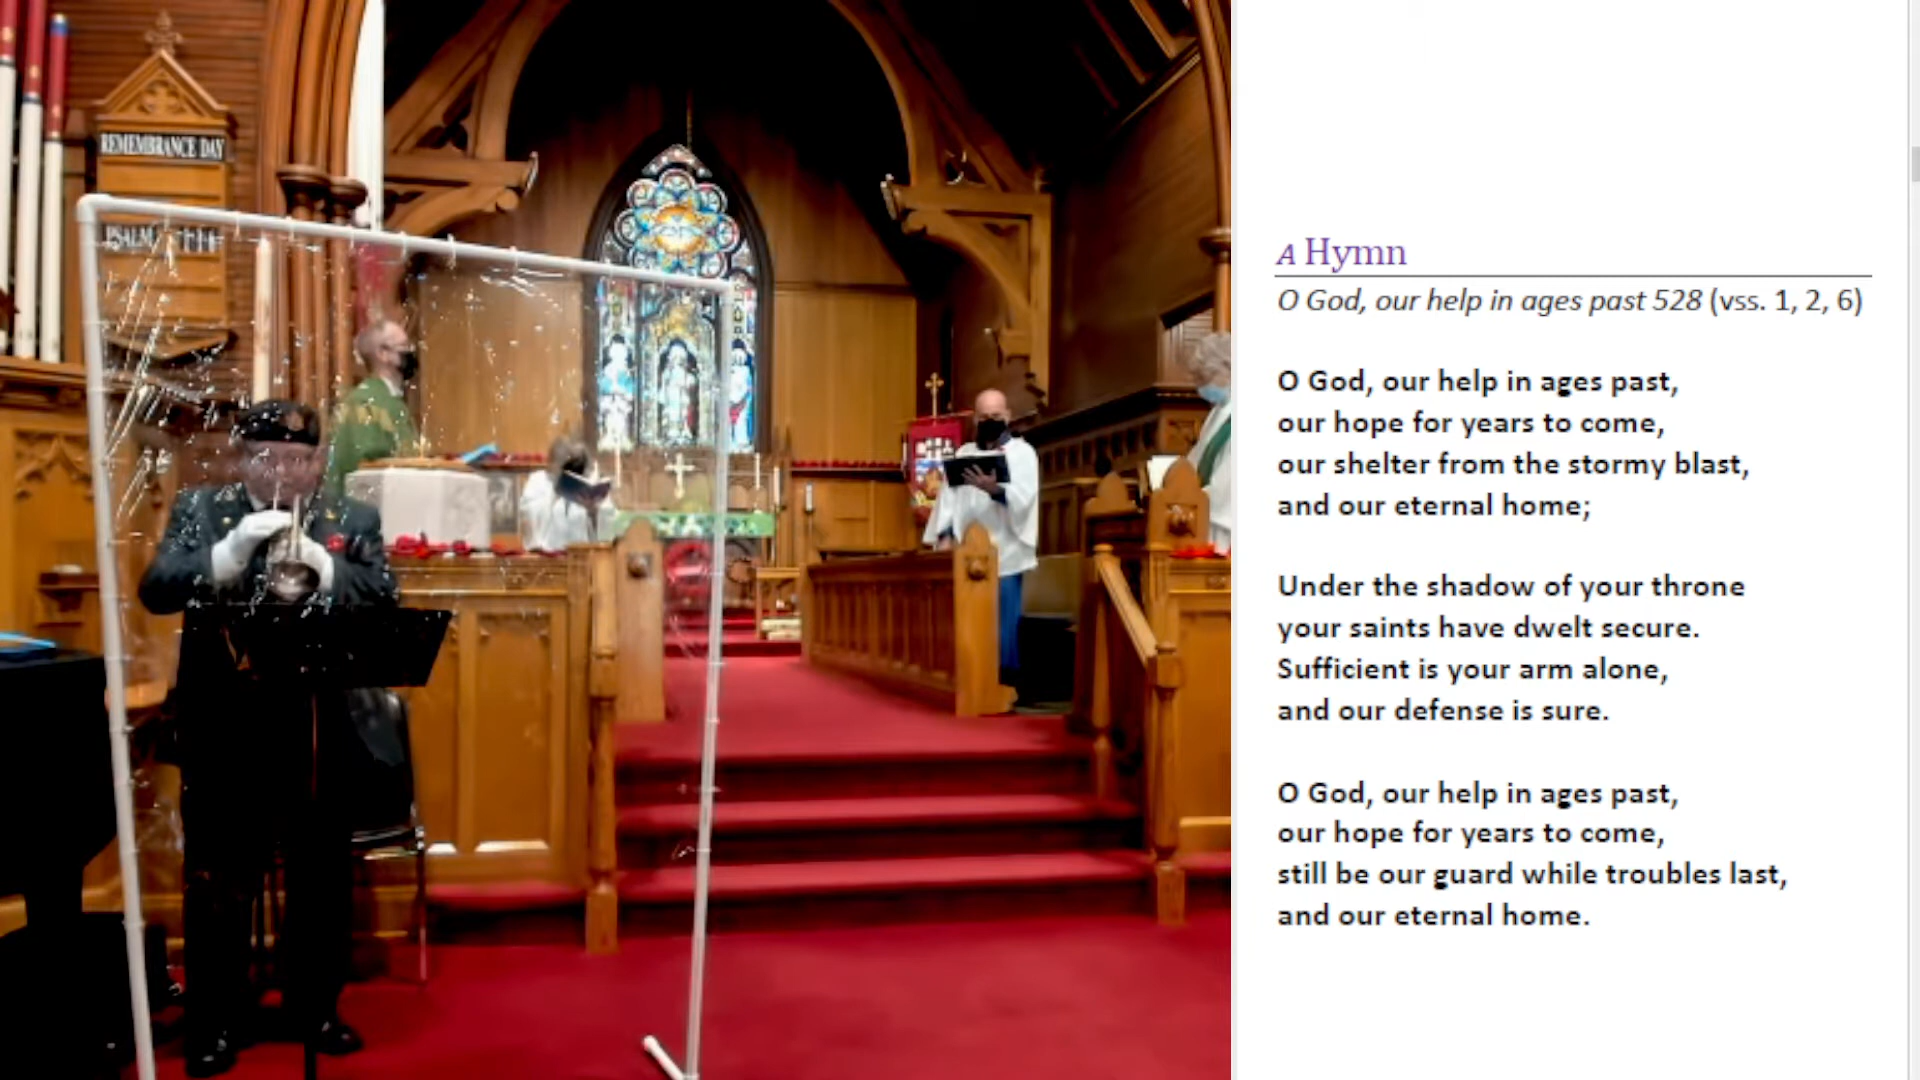 REMEMBRANCE DAY
PSALM
A Hymn
O God, our help in ages past 528 (vss. 1, 2, 6)
O God, our help in ages past,
our hope for years to come,
our shelter from the stormy blast,
and our eternal home;
Under the shadow of your throne
your saints have dwelt secure.
Sufficient is your arm alone,
and our defense is sure.
O God, our help in ages past,
our hope for years to come,
still be our guard while troubles last,
and our eternal home.